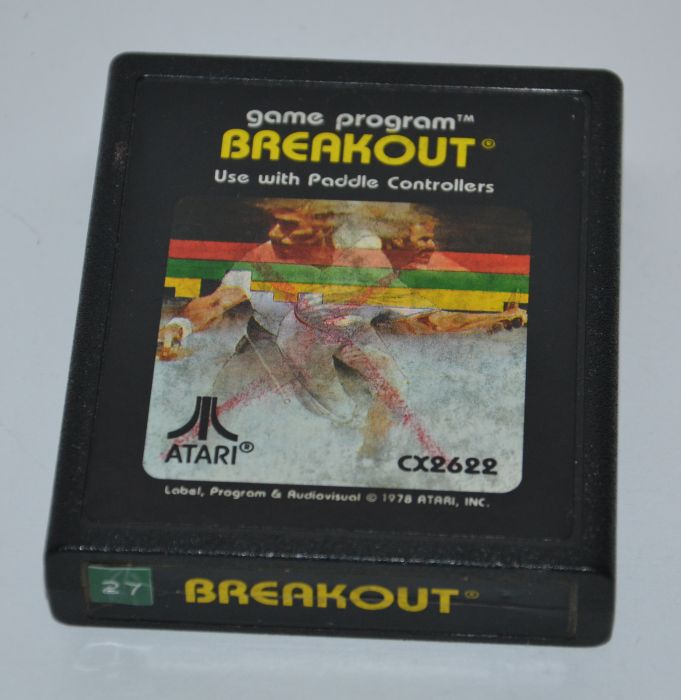 game program™
BREAKOUT®
Use with Paddle Controllers
ATARI®
CX2622
Label, Program & Audiovisual © 1978 ATARI, INC.
27
BREAKOUT®